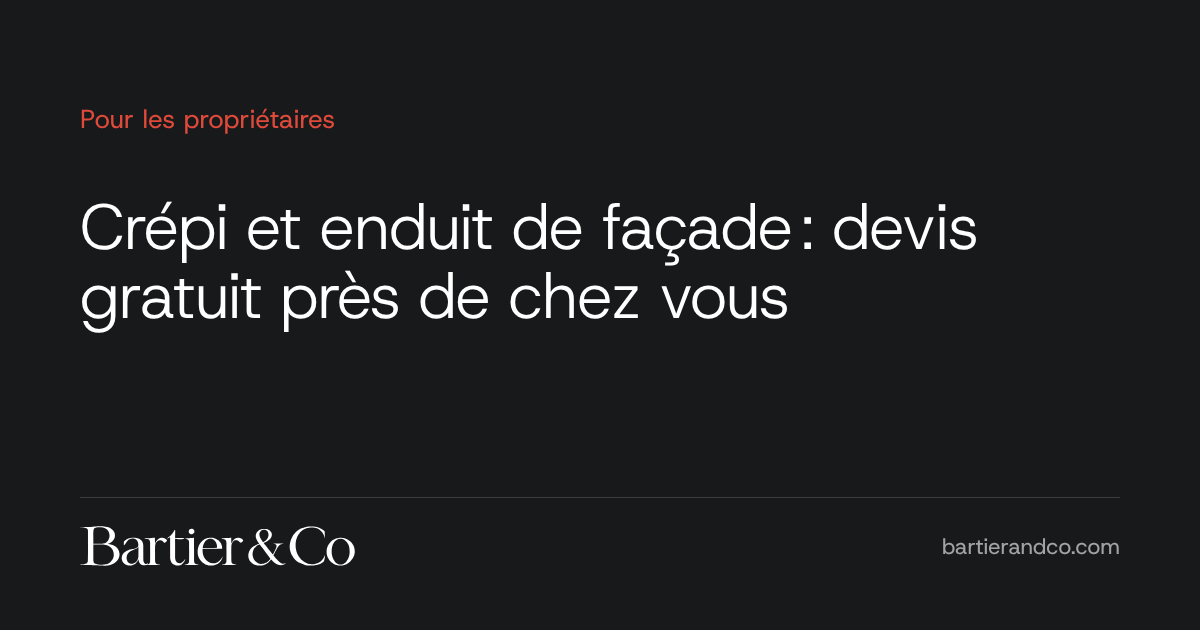 Pour les propriétaires
Crépi et enduit de façade : devis
gratuit près de chez vous
Bartier & Co
bartierandco.com